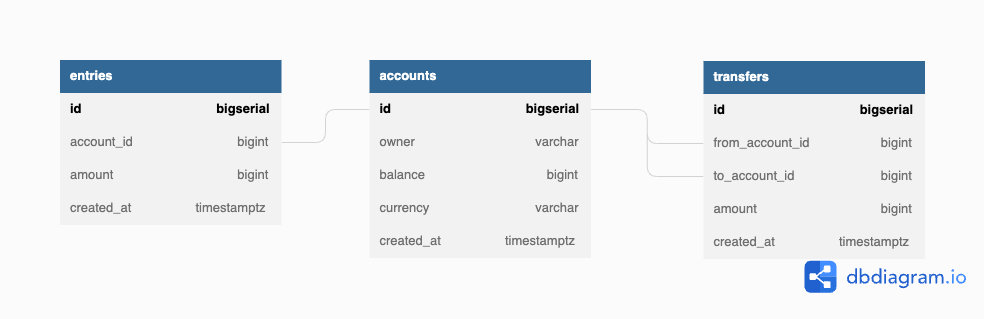 entries
id bigserial
account_id bigint
amount bigint
created_at timestamptz
accounts
id bigserial
owner varchar
balance bigint
currency varchar
created_at timestamptz
transfers
id bigserial
from_account_id bigint
to_account_id bigint
amount bigint
created_at timestamptz
dbdiagram.io